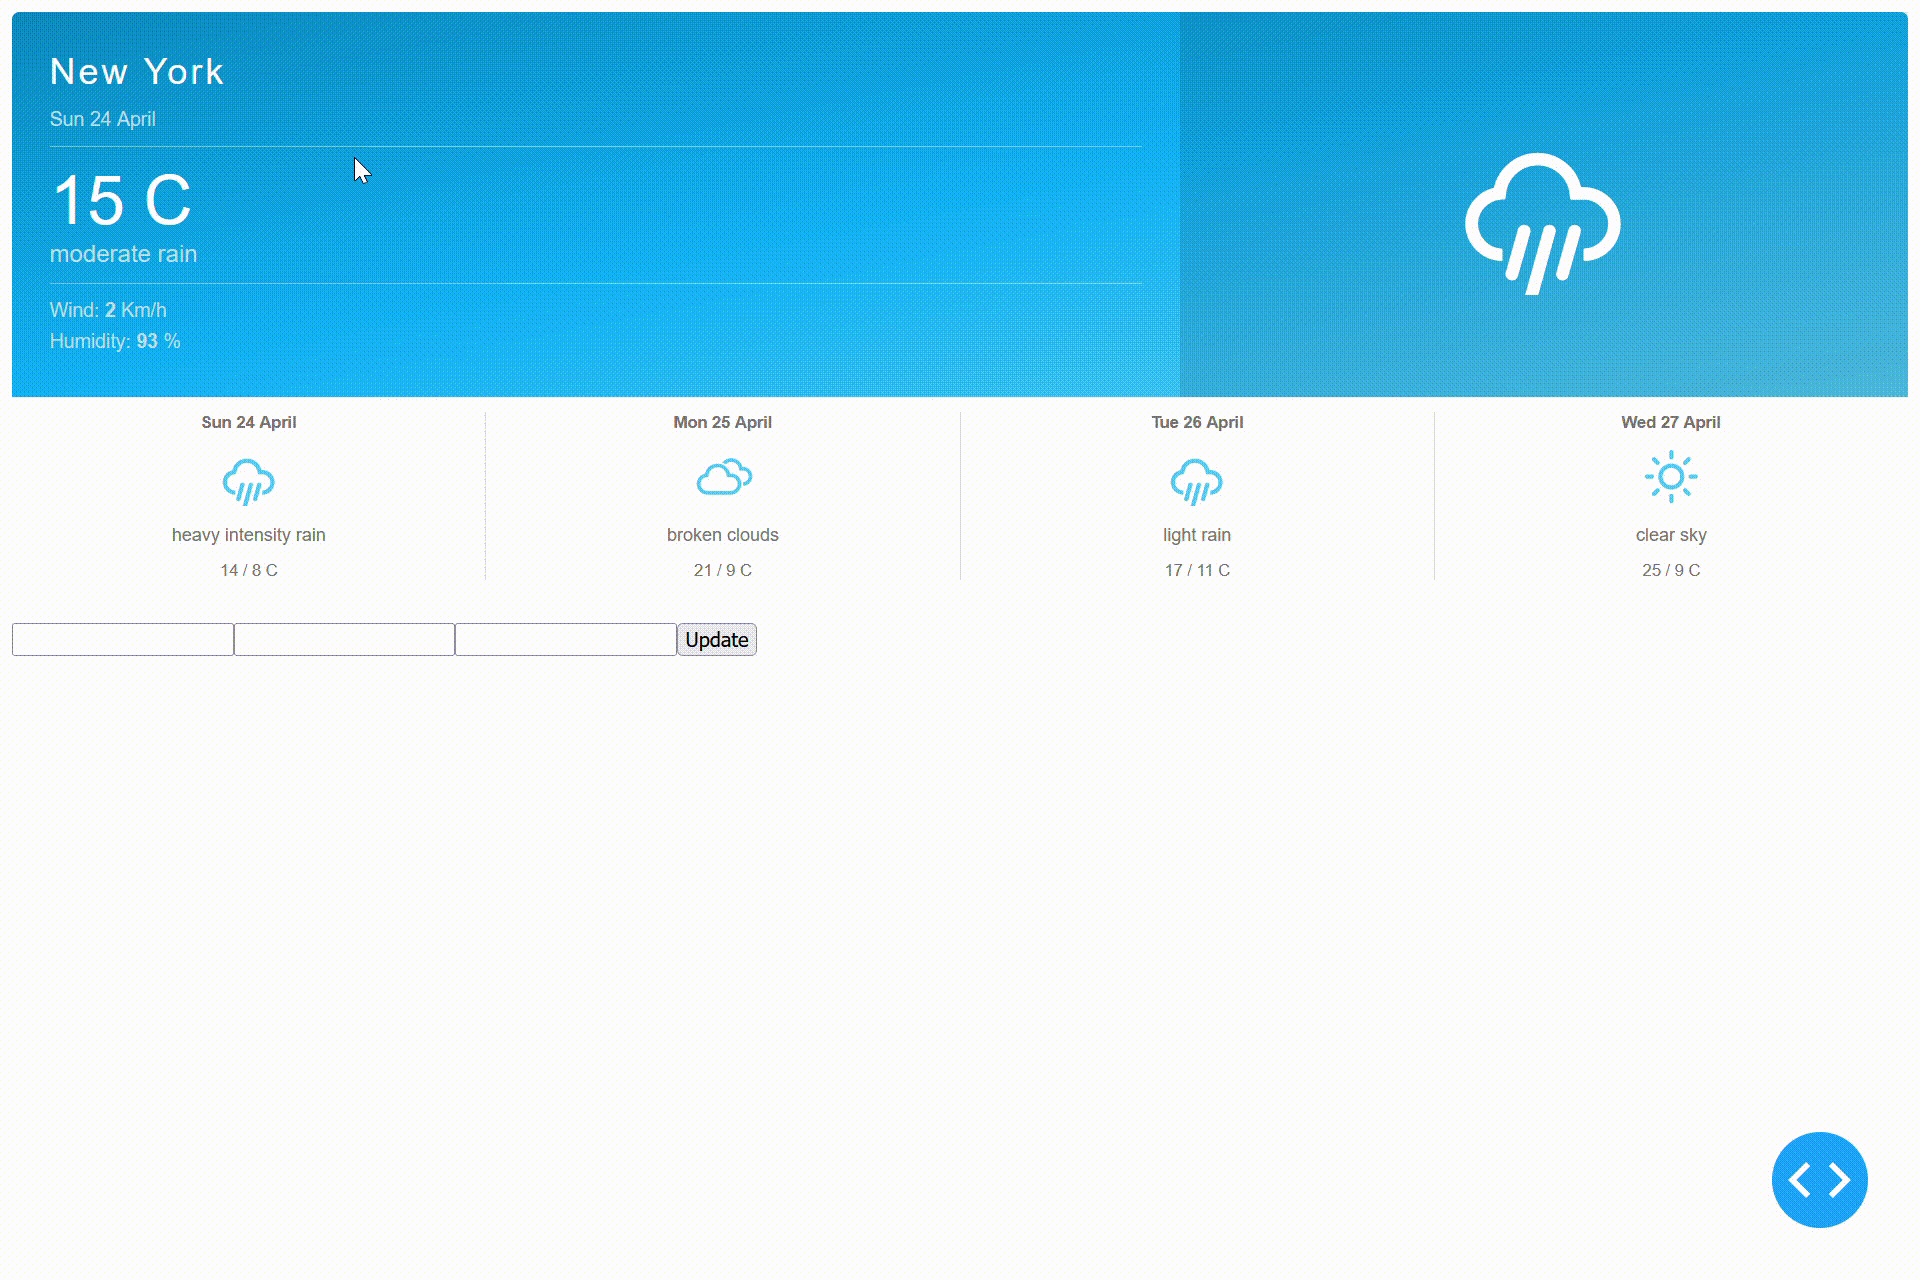 New York
Sun 24 April
15 C
moderate rain
Wind: 2 Km/h
Humidity: 93 %
Sun 24 April
heavy intensity rain
14 / 8 C
Mon 25 April
broken clouds
21 / 9 C
Tue 26 April
light rain
17 / 11 C
Wed 27 April
clear sky
25 / 9 C
Update